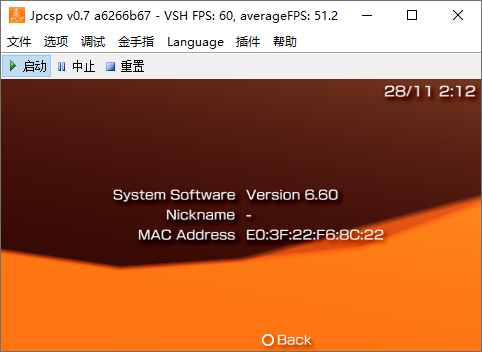 Jpcsp v0.7 a6266b67 - VSH FPS: 60, averageFPS: 51.2
文件 选项 调试 金手指 Language 插件 帮助
启动 中止 重置
28/11 2:12
System Software Version 6.60
Nickname -
MAC Address E0:3F:22:F6:8C:22
Back